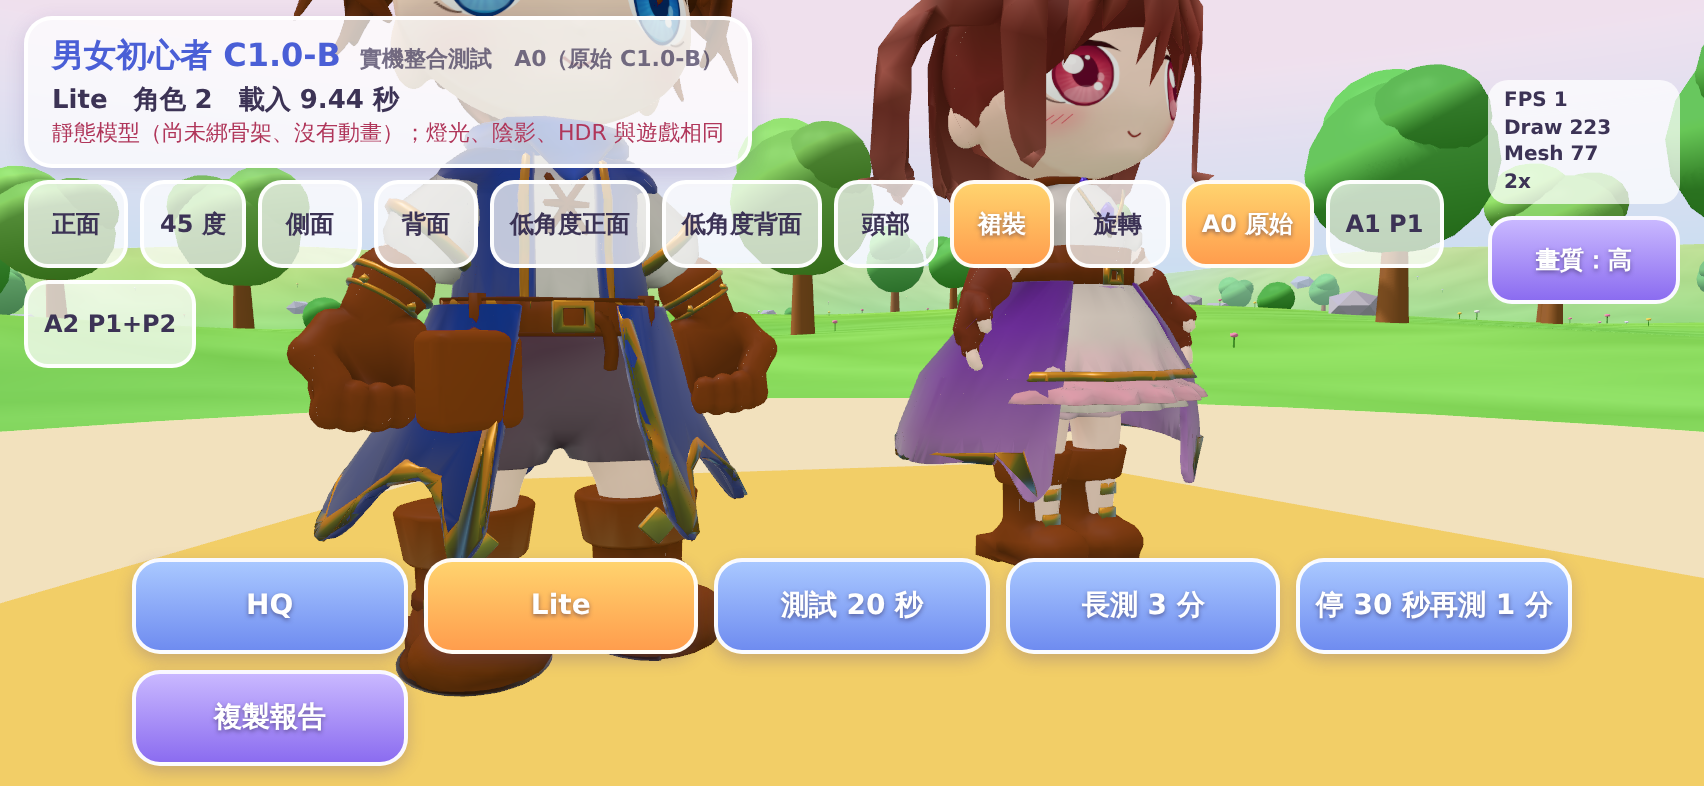 男女初心者 C1.0-B 實機整合測試 A0（原始 C1.0-B）
Lite 角色 2 載入 9.44 秒
靜態模型（尚未綁骨架、沒有動畫）；燈光、陰影、HDR 與遊戲相同
FPS 1
Draw 223
Mesh 77
2x
正面
45 度
側面
背面
低角度正面
低角度背面
頭部
裙裝
旋轉
A0 原始
A1 P1
畫質：高
A2 P1+P2
HQ
Lite
測試 20 秒
長測 3 分
停 30 秒再測 1 分
複製報告